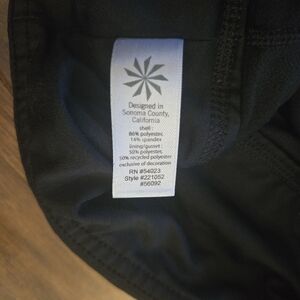 Designed in
Sonoma County,
California
shell:
86% polyester,
14% spandex
lining/gusset:
50% polyester,
50% recycled polyester
exclusive of decoration
RN #54023
Style #221052
#56092